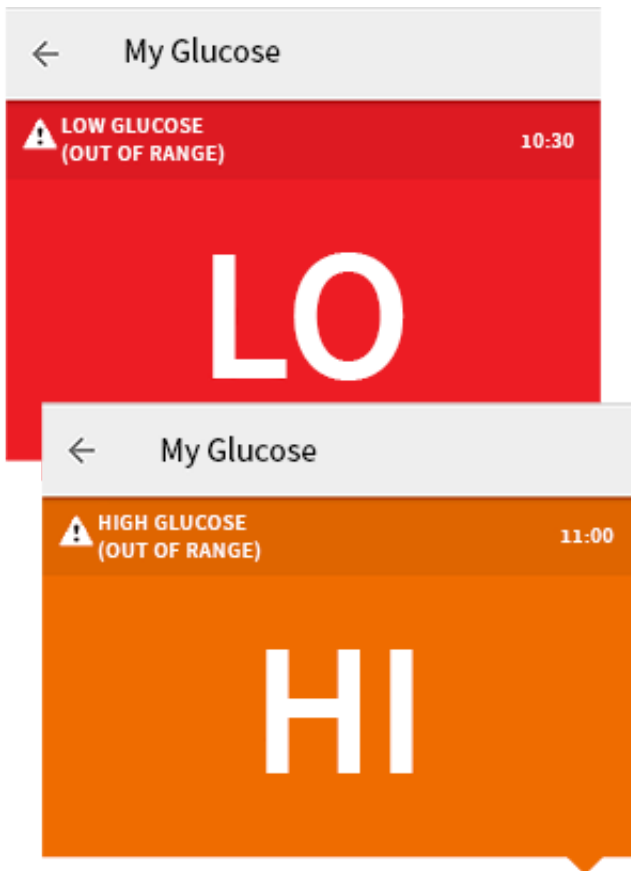 My Glucose
LOW GLUCOSE
(OUT OF RANGE)
10:30
LO
My Glucose
HIGH GLUCOSE
(OUT OF RANGE)
11:00
HI